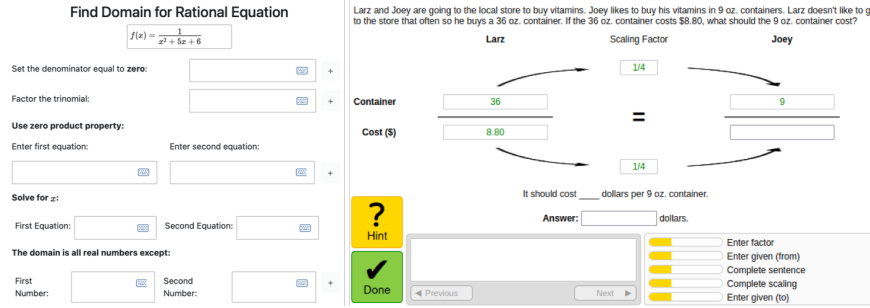 Find Domain for Rational Equation
f(x) = 1 / x² + 5x + 6
Set the denominator equal to zero:
+
Factor the trinomial:
+
Use zero product property:
Enter first equation:
Enter second equation:
+
Solve for x:
First Equation:
Second Equation:
The domain is all real numbers except:
First Number:
Second Number:
+
Larz and Joey are going to the local store to buy vitamins. Joey likes to buy his vitamins in 9 oz. containers. Larz doesn't like to g
to the store that often so he buys a 36 oz. container. If the 36 oz. container costs $8.80, what should the 9 oz. container cost?
Larz
Scaling Factor
Joey
1/4
Container
36
9
=
Cost ($)
8.80
1/4
It should cost ____ dollars per 9 oz. container.
Answer:
dollars.
?
Hint
Done
Previous
Next
Enter factor
Enter given (from)
Complete sentence
Complete scaling
Enter given (to)